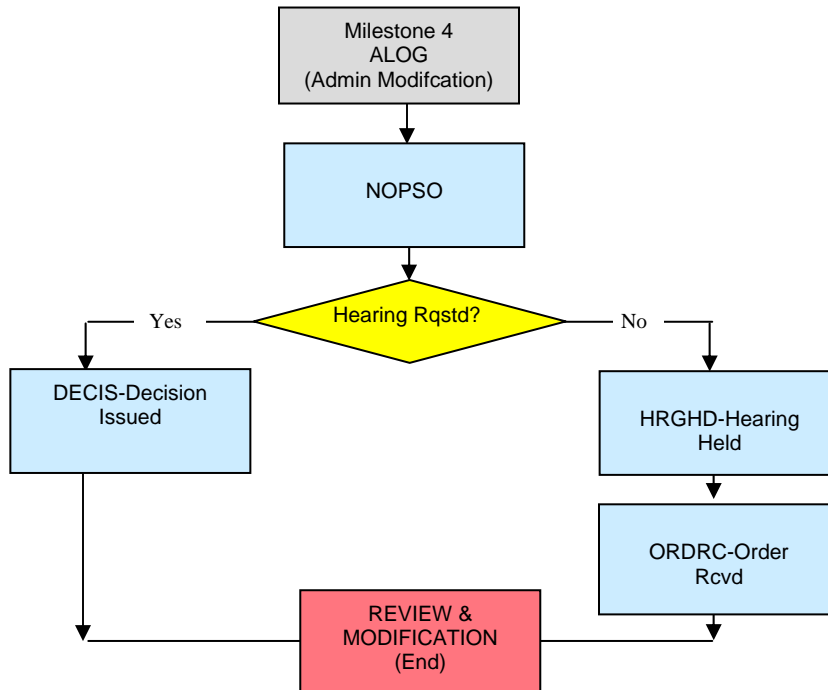 Milestone 4
ALOG
(Admin Modifcation)
NOPSO
Hearing Rqstd?
Yes
No
DECIS-Decision
Issued
HRGHD-Hearing
Held
ORDRC-Order
Rcvd
REVIEW &
MODIFICATION
(End)